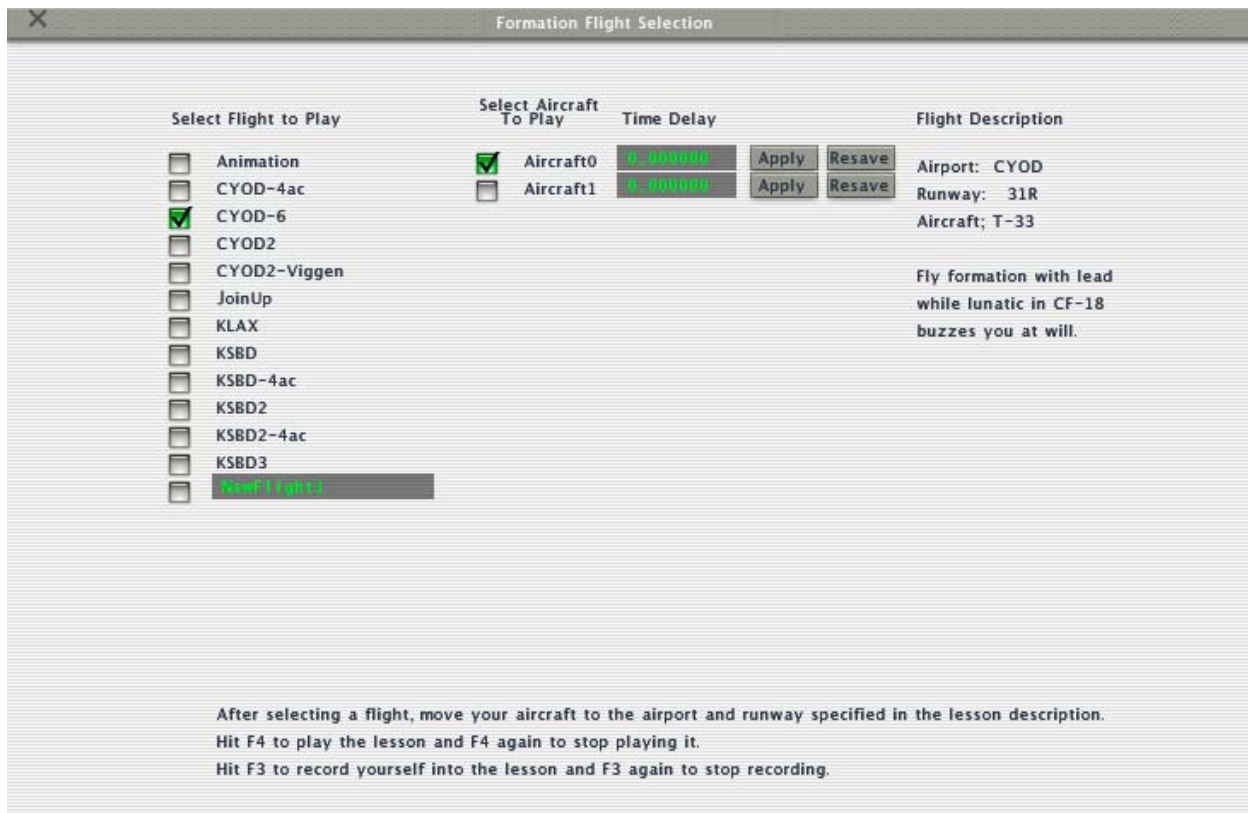 Formation Flight Selection
Select Flight to Play
Select Aircraft
To Play
Time Delay
Flight Description
Animation
CYOD-4ac
CYOD-6
CYOD2
CYOD2-Viggen
JoinUp
KLAX
KSBD
KSBD-4ac
KSBD2
KSBD2-4ac
KSBD3
NewFlight1
Aircraft0 0.000000 Apply Resave
Aircraft1 0.000000 Apply Resave
Airport: CYOD
Runway: 31R
Aircraft; T-33
Fly formation with lead
while lunatic in CF-18
buzzes you at will.
After selecting a flight, move your aircraft to the airport and runway specified in the lesson description.
Hit F4 to play the lesson and F4 again to stop playing it.
Hit F3 to record yourself into the lesson and F3 again to stop recording.